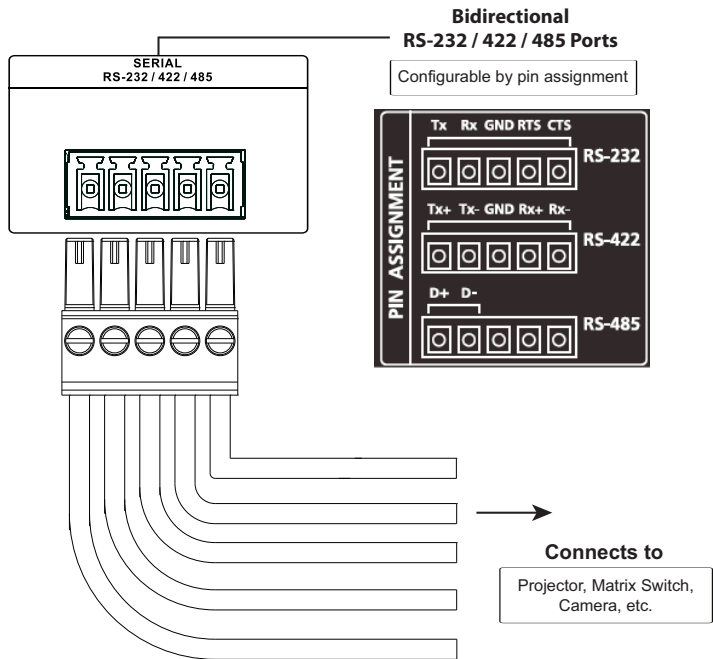 Bidirectional
RS-232 / 422 / 485 Ports
Configurable by pin assignment
SERIAL
RS-232 / 422 / 485
PIN ASSIGNMENT
Tx Rx GND RTS CTS
RS-232
Tx+ Tx- GND Rx+ Rx-
RS-422
D+ D-
RS-485
Connects to
Projector, Matrix Switch,
Camera, etc.